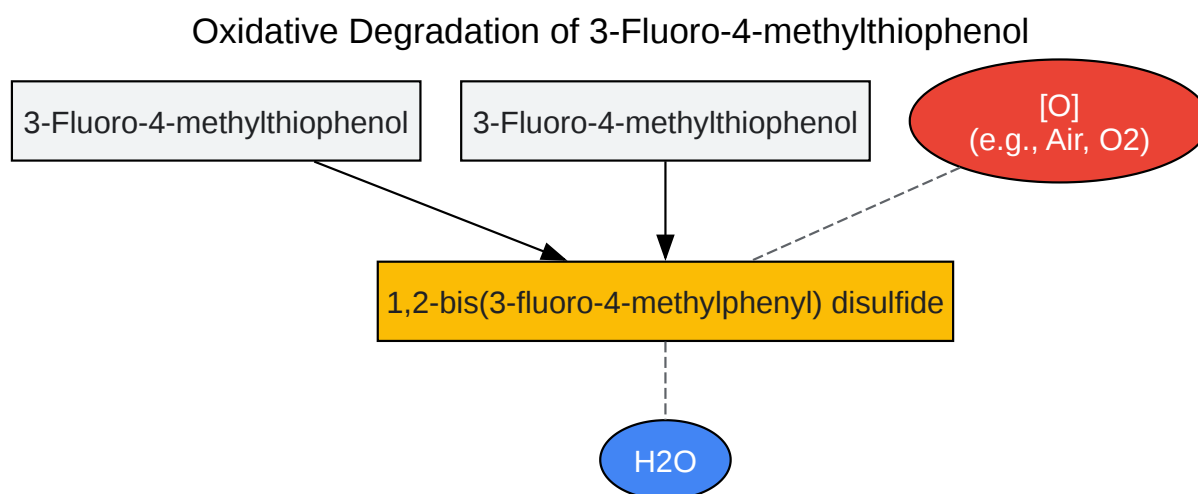 Oxidative Degradation of 3-Fluoro-4-methylthiophenol
3-Fluoro-4-methylthiophenol
3-Fluoro-4-methylthiophenol
[O]
(e.g., Air, O2)
1,2-bis(3-fluoro-4-methylphenyl) disulfide
H2O